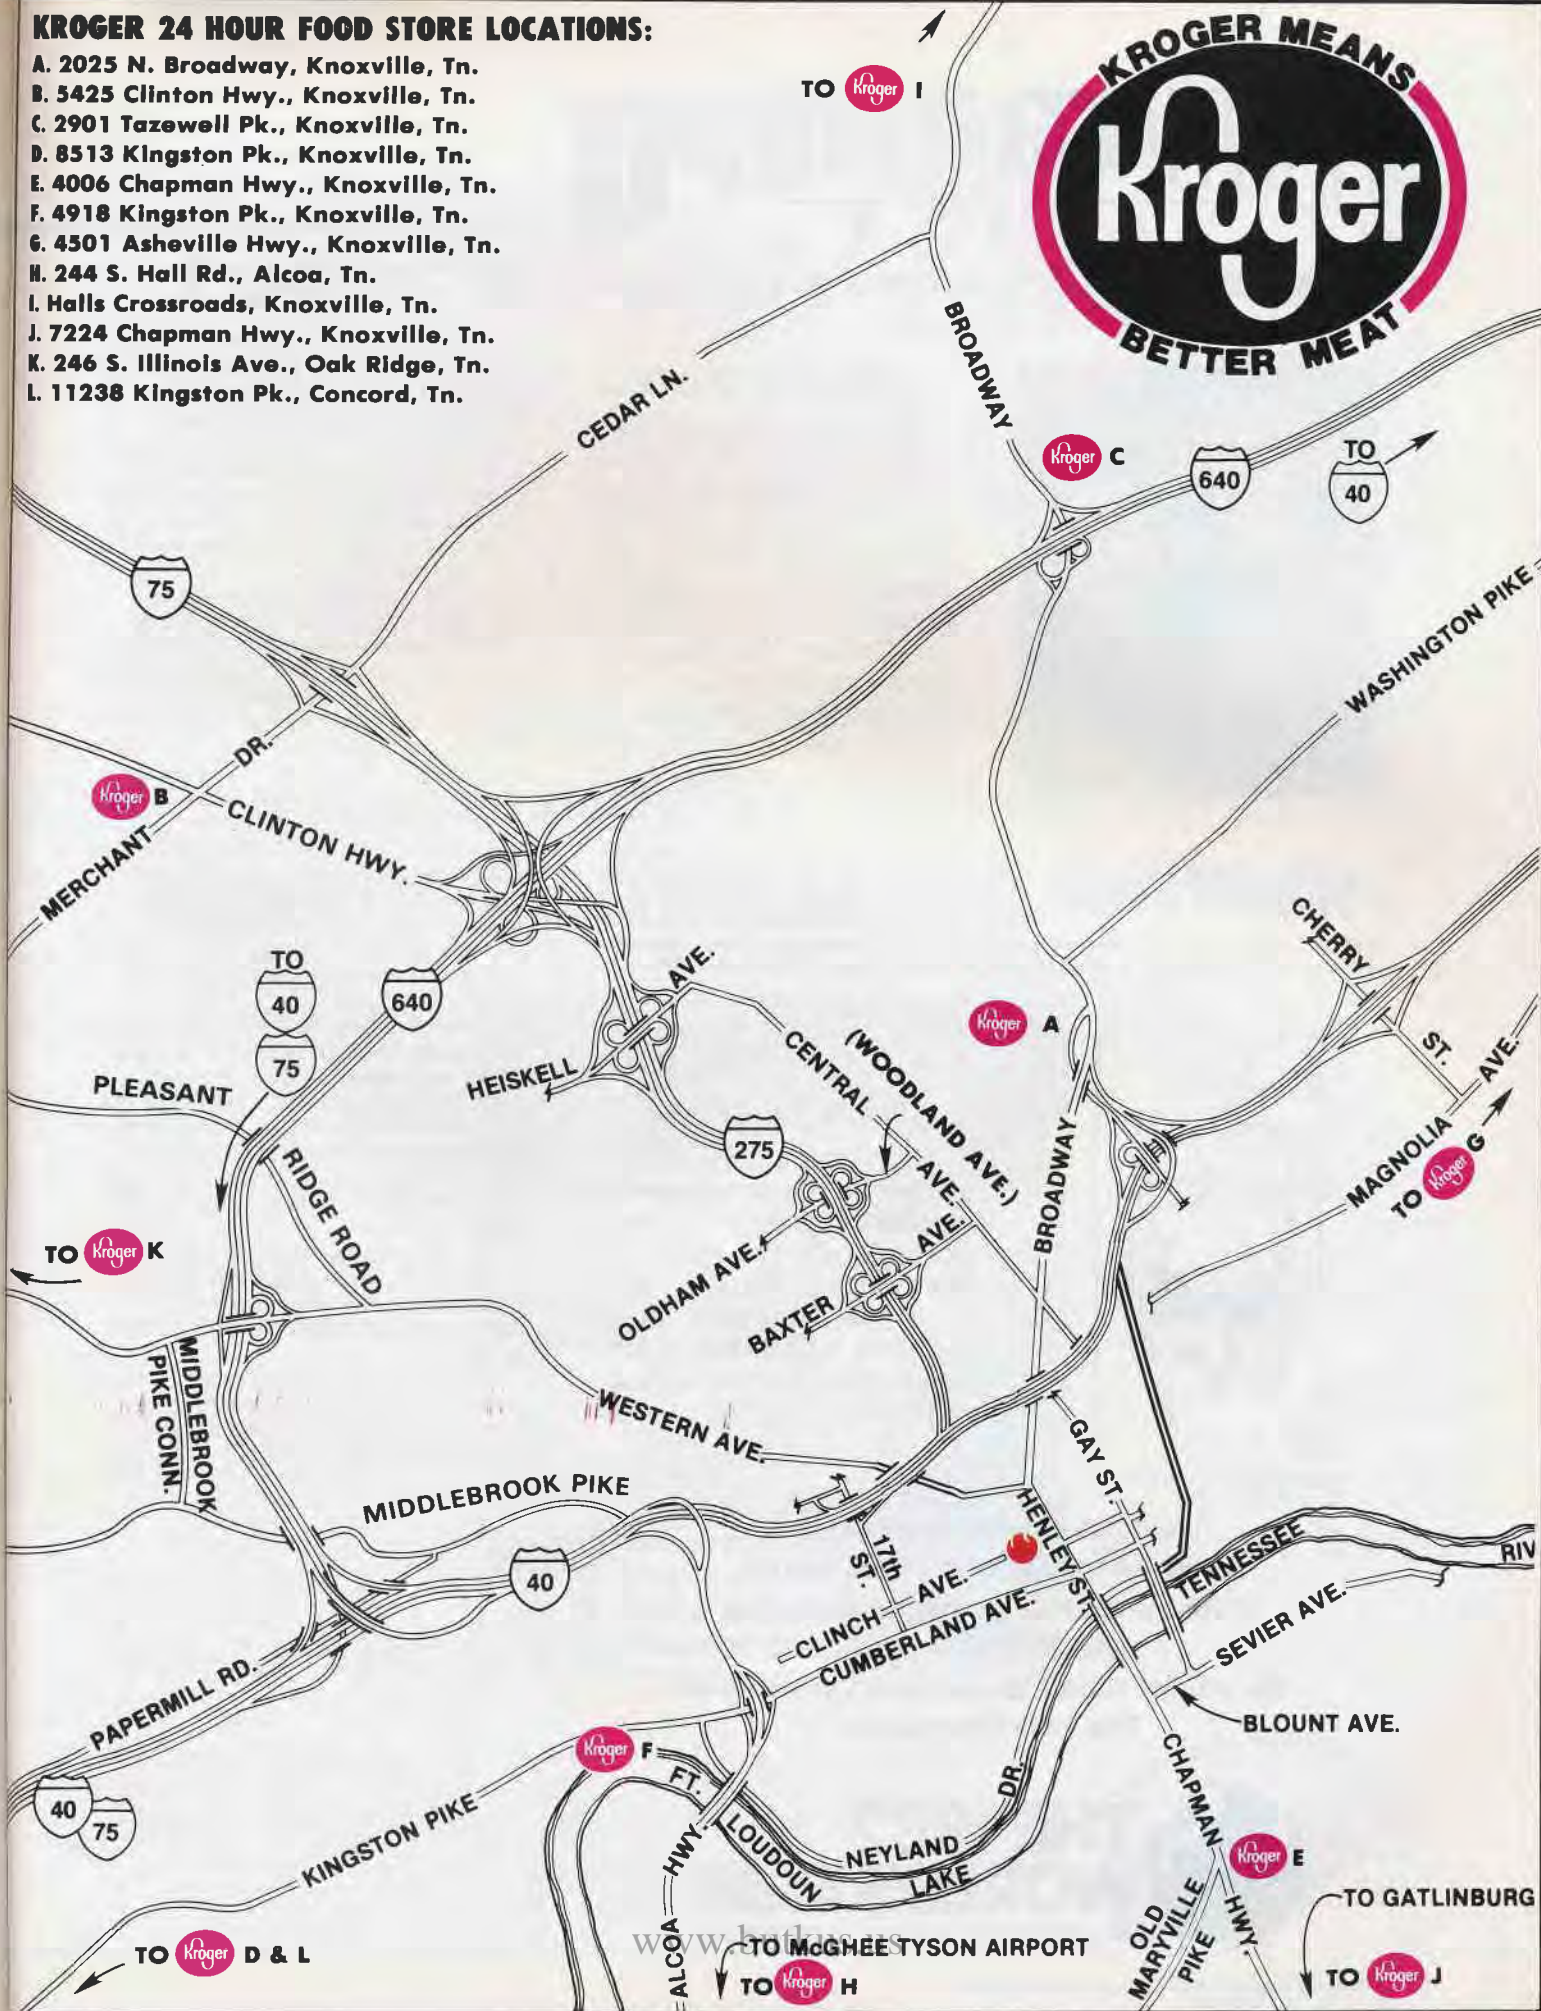 KROGER 24 HOUR FOOD STORE LOCATIONS:
A. 2025 N. Broadway, Knoxville, Tn.
B. 5425 Clinton Hwy., Knoxville, Tn.
C. 2901 Tazewell Pk., Knoxville, Tn.
D. 8513 Kingston Pk., Knoxville, Tn.
E. 4006 Chapman Hwy., Knoxville, Tn.
F. 4918 Kingston Pk., Knoxville, Tn.
G. 4501 Asheville Hwy., Knoxville, Tn.
H. 244 S. Hall Rd., Alcoa, Tn.
I. Halls Crossroads, Knoxville, Tn.
J. 7224 Chapman Hwy., Knoxville, Tn.
K. 246 S. Illinois Ave., Oak Ridge, Tn.
L. 11238 Kingston Pk., Concord, Tn.
KROGER MEANS
Kroger
BETTER MEAT
TO Kroger I
BROADWAY
CEDAR LN.
Kroger C
640
TO
40
75
WASHINGTON PIKE
DR.
Kroger B
CLINTON HWY.
MERCHANT
CHERRY
ST.
AVE.
TO
40
75
640
AVE.
HEISKELL
Kroger A
CENTRAL
(WOODLAND AVE.)
AVE.
PLEASANT
RIDGE ROAD
275
BROADWAY
MAGNOLIA
TO Kroger G
TO Kroger K
OLDHAM AVE.
AVE.
BAXTER
MIDDLEBROOK
PIKE CONN.
WESTERN AVE.
GAY ST.
MIDDLEBROOK PIKE
HENLEY ST.
17th
ST.
40
CLINCH AVE.
CUMBERLAND AVE.
TENNESSEE
RIV
SEVIER AVE.
BLOUNT AVE.
PAPERMILL RD.
40
75
Kroger F
FT.
LOUDOUN
LAKE
NEYLAND
DR.
KINGSTON PIKE
CHAPMAN
HWY.
Kroger E
OLD
MARYVILLE
PIKE
TO GATLINBURG
TO Kroger J
ALCOA HWY.
TO McGHEE TYSON AIRPORT
TO Kroger H
TO Kroger D & L
www.butkus.us